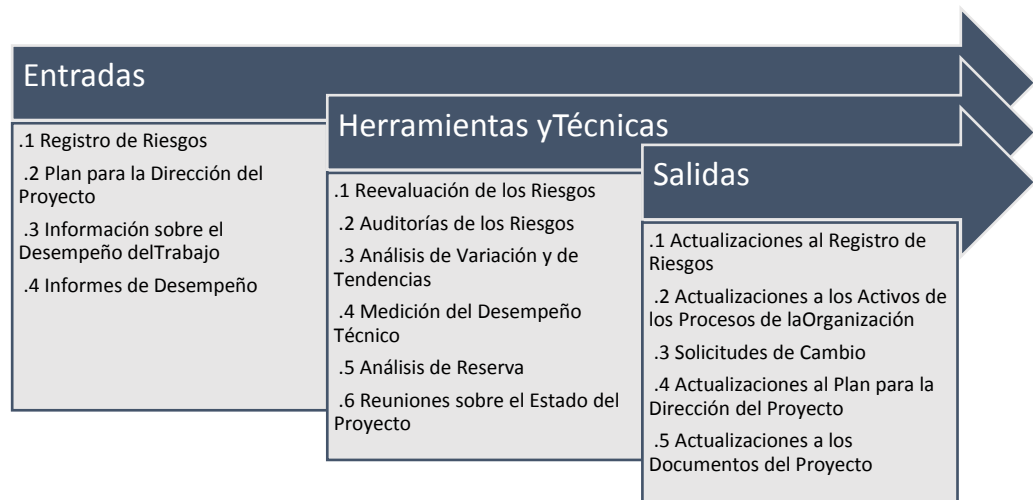 Entradas
.1 Registro de Riesgos
.2 Plan para la Dirección del
Proyecto
.3 Información sobre el
Desempeño delTrabajo
.4 Informes de Desempeño
Herramientas yTécnicas
.1 Reevaluación de los Riesgos
.2 Auditorías de los Riesgos
.3 Análisis de Variación y de
Tendencias
.4 Medición del Desempeño
Técnico
.5 Análisis de Reserva
.6 Reuniones sobre el Estado del
Proyecto
Salidas
.1 Actualizaciones al Registro de
Riesgos
.2 Actualizaciones a los Activos de
los Procesos de laOrganización
.3 Solicitudes de Cambio
.4 Actualizaciones al Plan para la
Dirección del Proyecto
.5 Actualizaciones a los
Documentos del Proyecto